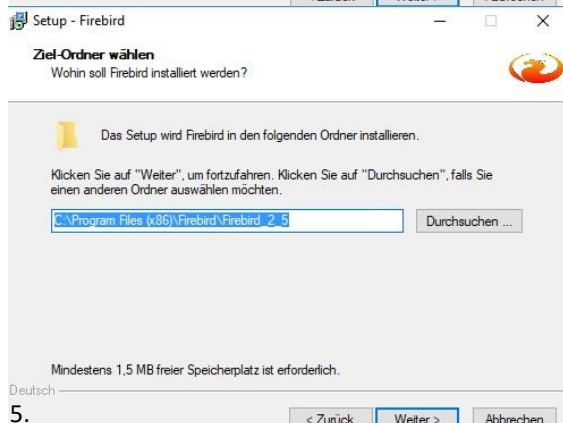 Setup - Firebird
Ziel-Ordner wählen
Wohin soll Firebird installiert werden?
Das Setup wird Firebird in den folgenden Ordner installieren.
Klicken Sie auf "Weiter", um fortzufahren. Klicken Sie auf "Durchsuchen", falls Sie
einen anderen Ordner auswählen möchten.
C:\Program Files (x86)\Firebird\Firebird_2_5
Durchsuchen ...
Mindestens 1,5 MB freier Speicherplatz ist erforderlich.
Deutsch
5.
< Zurück Weiter > Abbrechen